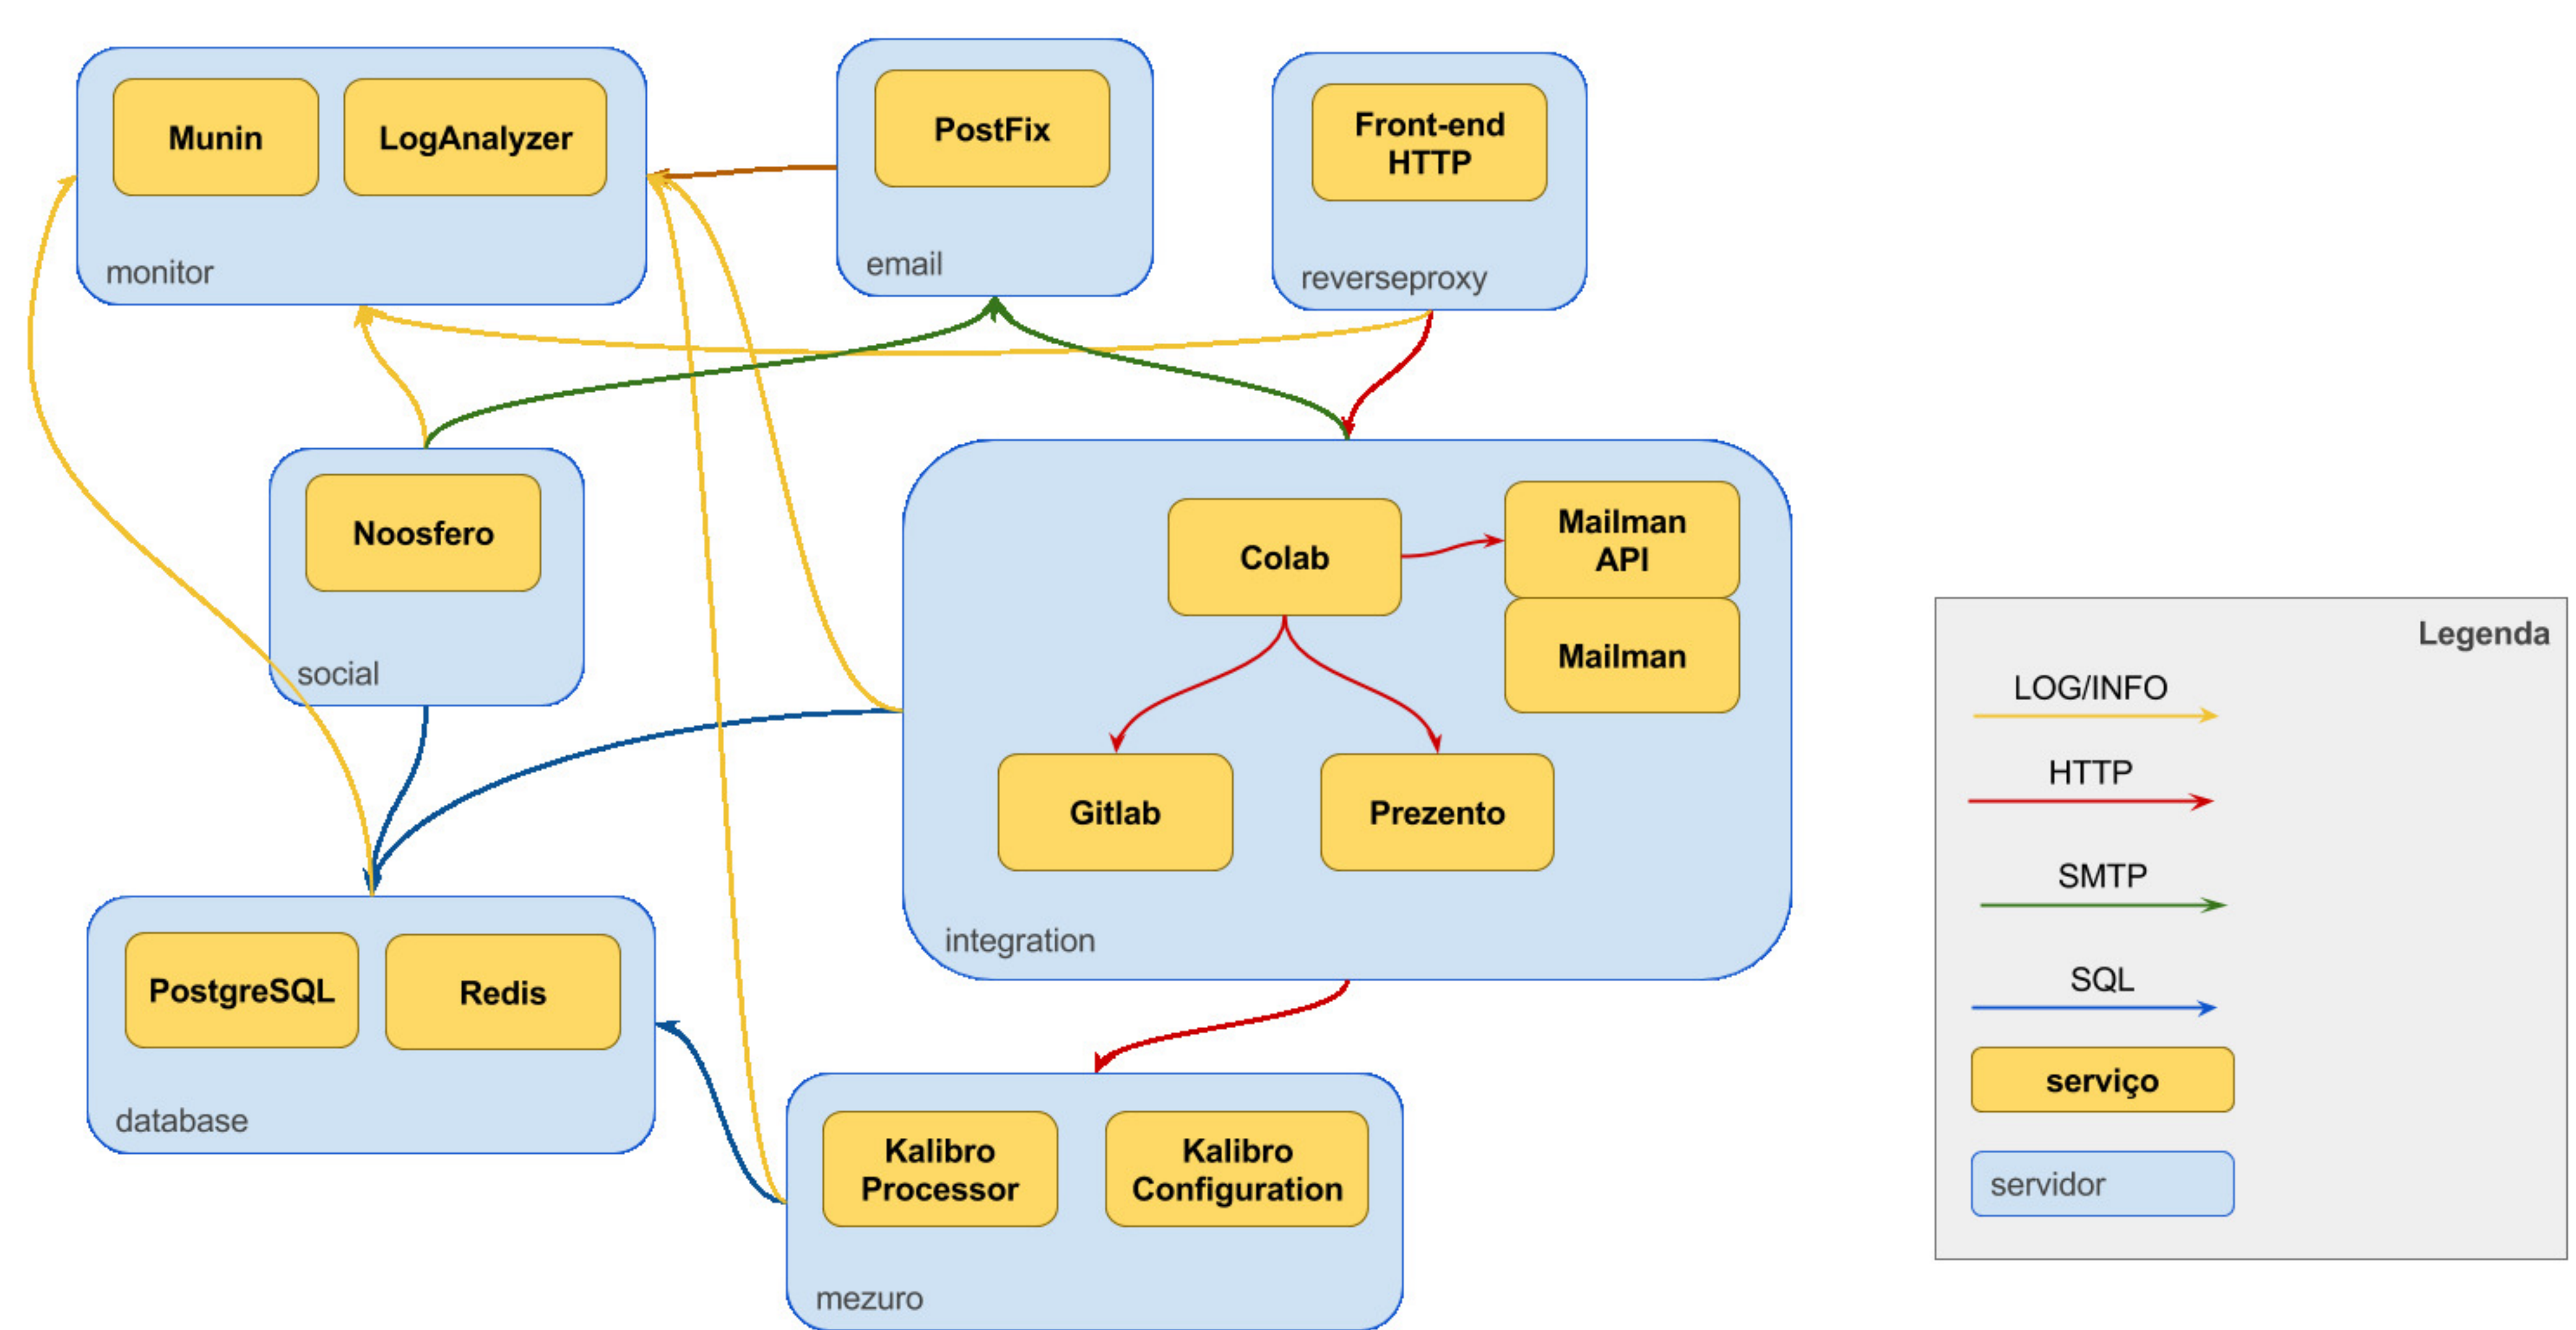 Munin
LogAnalyzer
monitor
PostFix
email
Front-end
HTTP
reverseproxy
Noosfero
social
Colab
Mailman
API
Mailman
Gitlab
Prezento
integration
PostgreSQL
Redis
database
Kalibro
Processor
Kalibro
Configuration
mezuro
Legenda
LOG/INFO
HTTP
SMTP
SQL
serviço
servidor